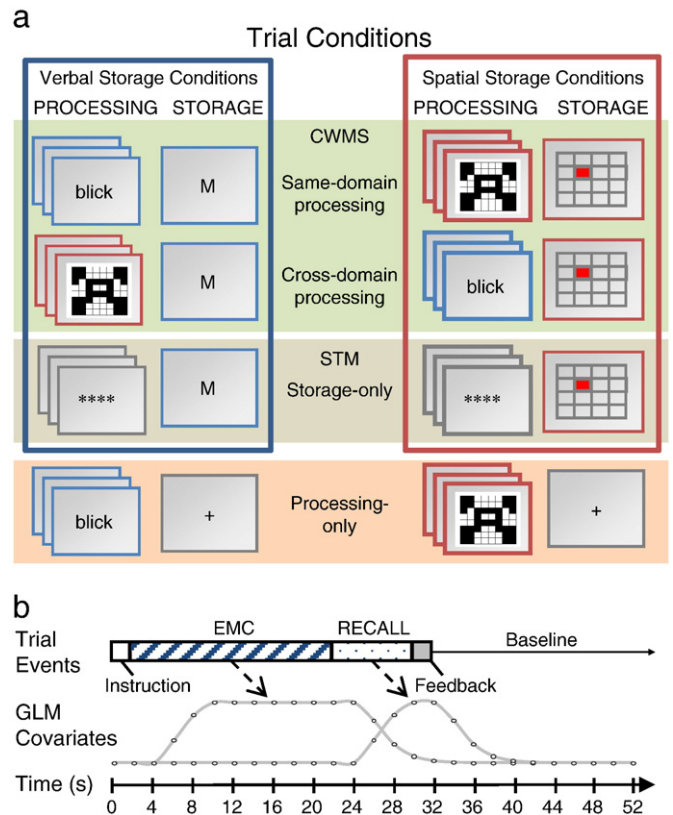 a
Trial Conditions
Verbal Storage Conditions
PROCESSING STORAGE
Spatial Storage Conditions
PROCESSING STORAGE
CWMS
blick
M
Same-domain
processing
M
Cross-domain
processing
blick
STM
****
M
Storage-only
****
blick
+
Processing-
only
+
b
Trial
Events
EMC
RECALL
Baseline
Instruction
Feedback
GLM
Covariates
Time (s)
0 4 8 12 16 20 24 28 32 36 40 44 48 52